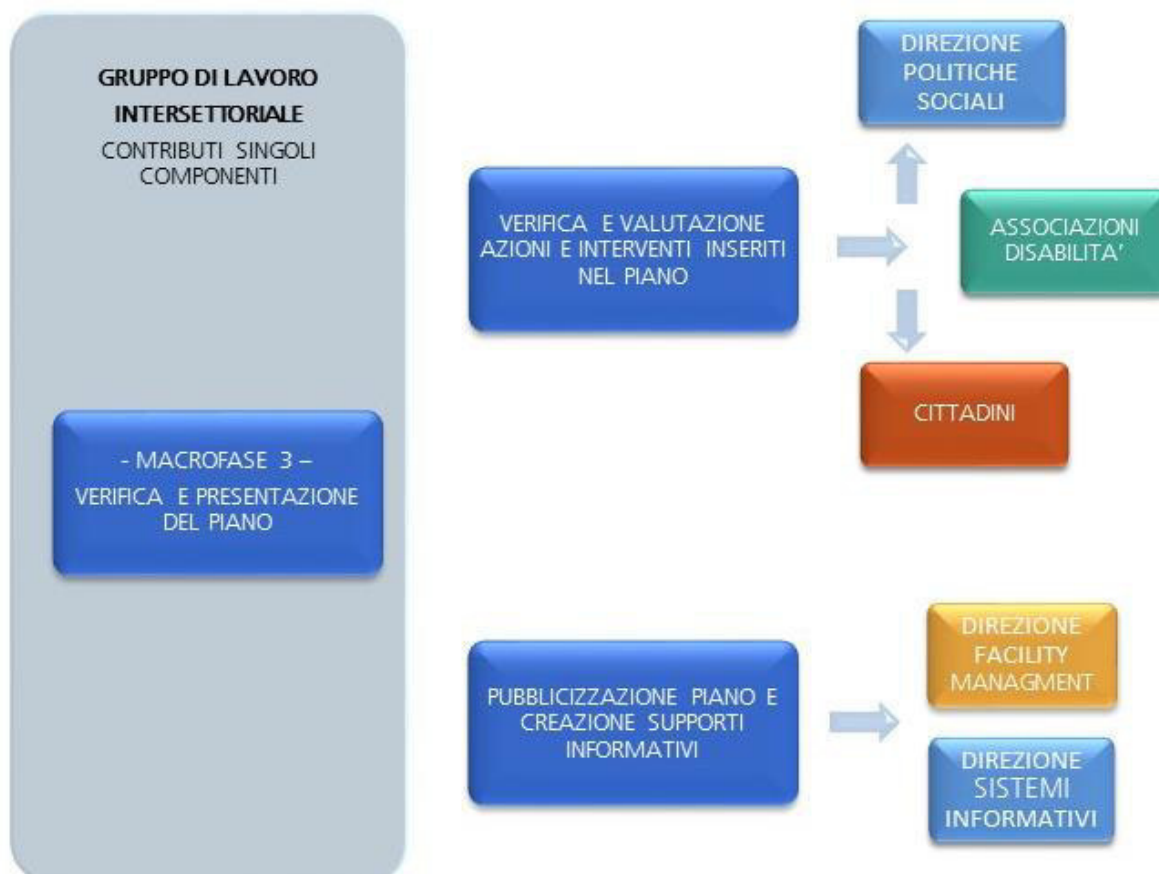 GRUPPO DI LAVORO
INTERSETTORIALE
CONTRIBUTI SINGOLI
COMPONENTI
- MACROFASE 3 –
VERIFICA E PRESENTAZIONE
DEL PIANO
VERIFICA E VALUTAZIONE
AZIONI E INTERVENTI INSERITI
NEL PIANO
DIREZIONE
POLITICHE
SOCIALI
ASSOCIAZIONI
DISABILITA’
CITTADINI
PUBBLICIZZAZIONE PIANO E
CREAZIONE SUPPORTI
INFORMATIVI
DIREZIONE
FACILITY
MANAGMENT
DIREZIONE
SISTEMI
INFORMATIVI